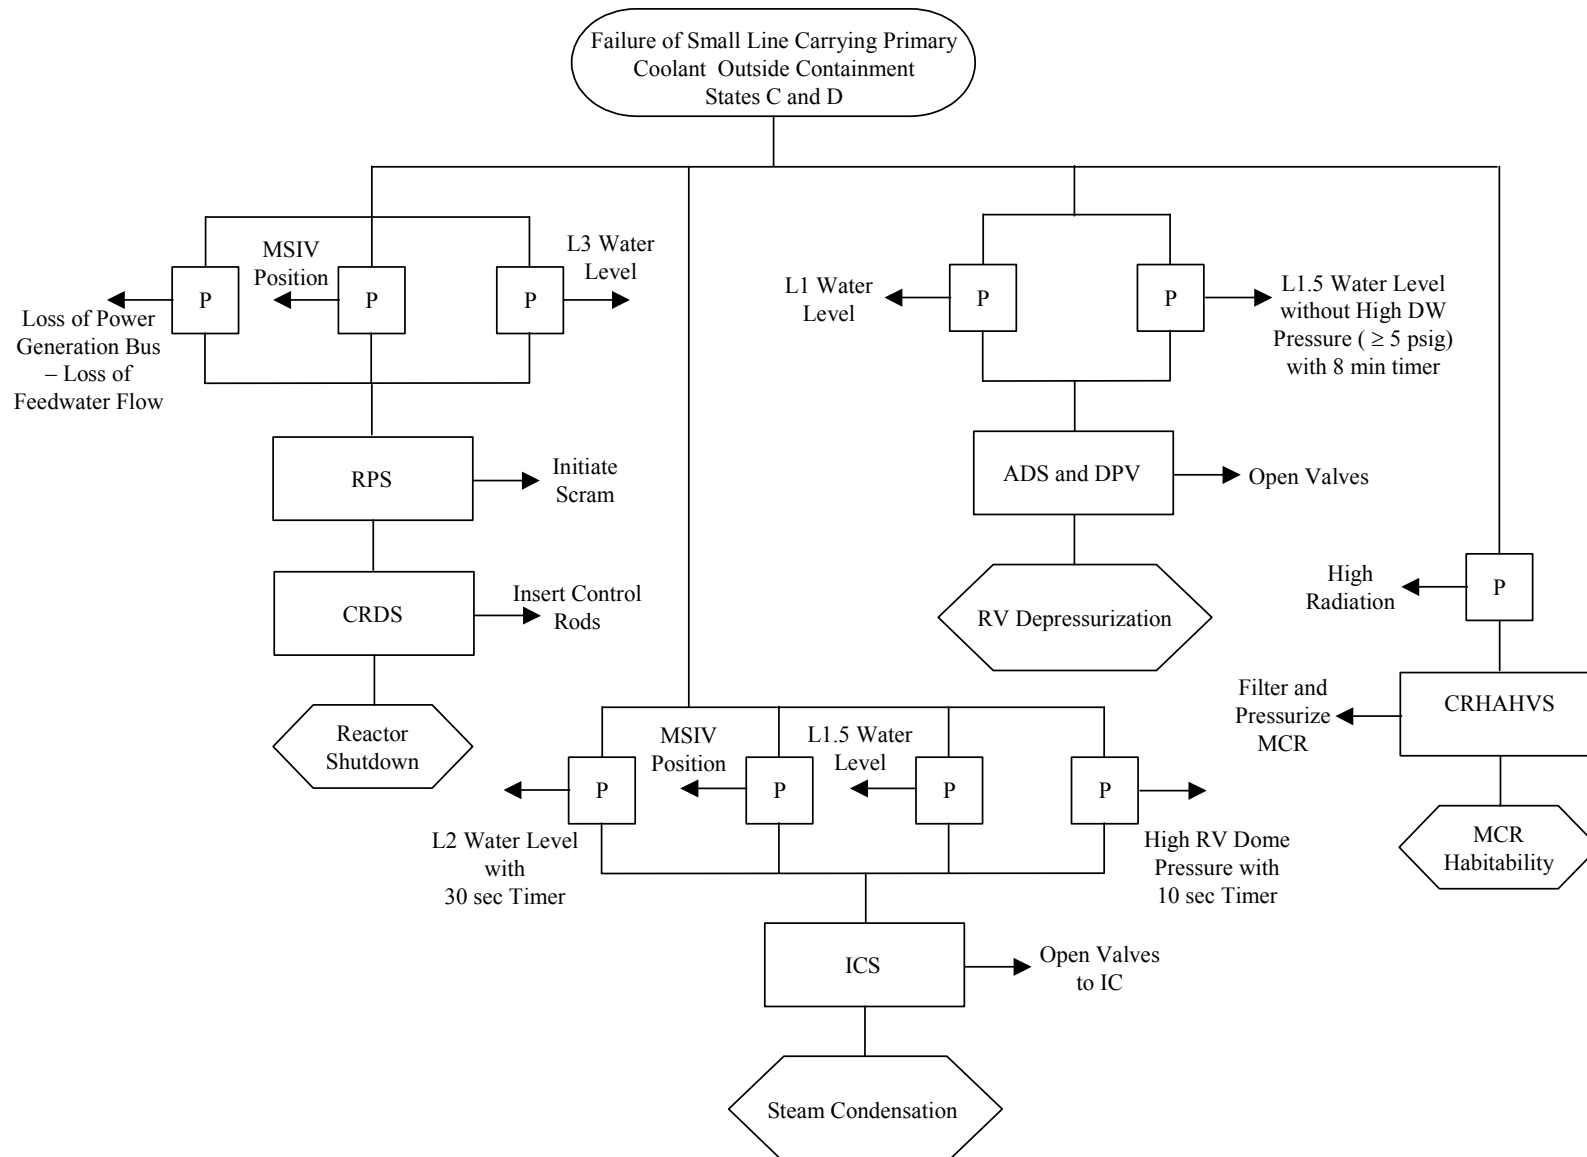 Failure of Small Line Carrying Primary
Coolant Outside Containment
States C and D
P
Loss of Power
Generation Bus
– Loss of
Feedwater Flow
MSIV
Position
P
L3 Water
Level
P
RPS
Initiate
Scram
CRDS
Insert Control
Rods
Reactor
Shutdown
L1 Water
Level
P
P
L1.5 Water Level
without High DW
Pressure ( ≥ 5 psig)
with 8 min timer
ADS and DPV
Open Valves
RV Depressurization
High
Radiation
P
Filter and
Pressurize
MCR
CRHAHVS
MCR
Habitability
P
L2 Water Level
with
30 sec Timer
MSIV
Position
P
L1.5 Water
Level
P
P
High RV Dome
Pressure with
10 sec Timer
ICS
Open Valves
to IC
Steam Condensation